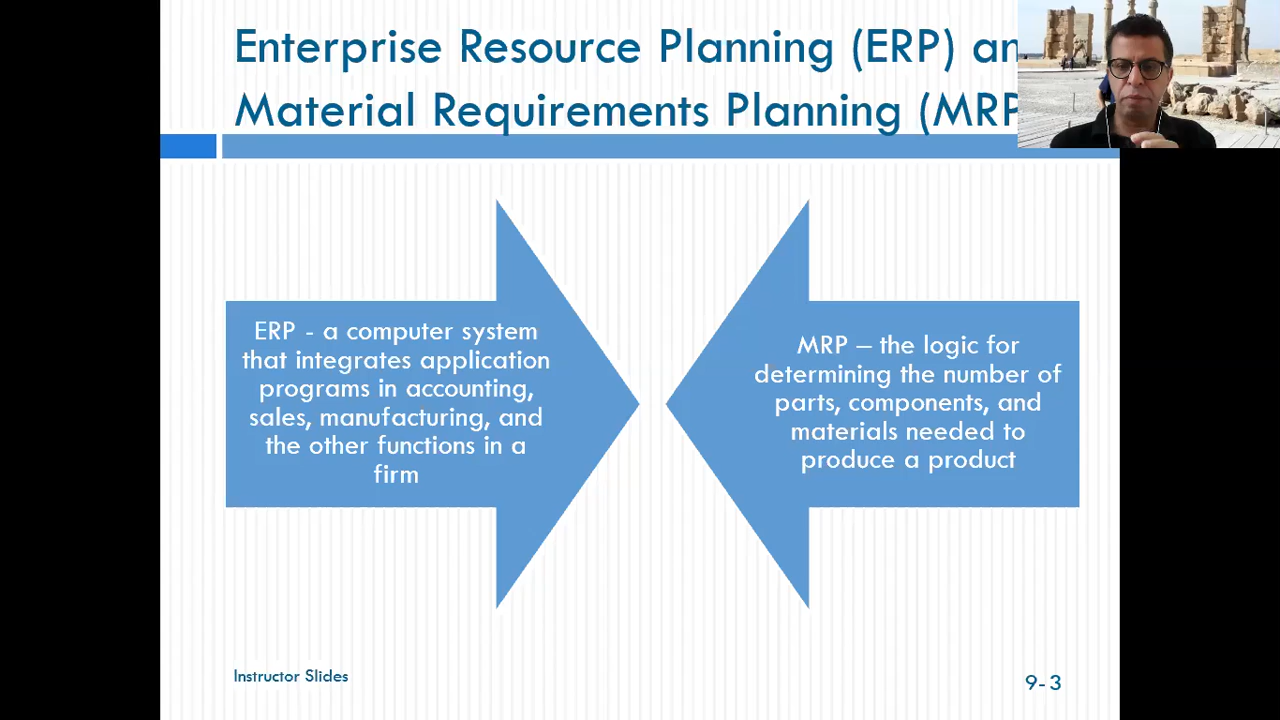 Enterprise Resource Planning (ERP)
Material Requirements Planning (MRP
ERP - a computer system
that integrates application
programs in accounting,
sales, manufacturing, and
the other functions in a
firm
MRP – the logic for
determining the number of
parts, components, and
materials needed to
produce a product
Instructor Slides
9-3